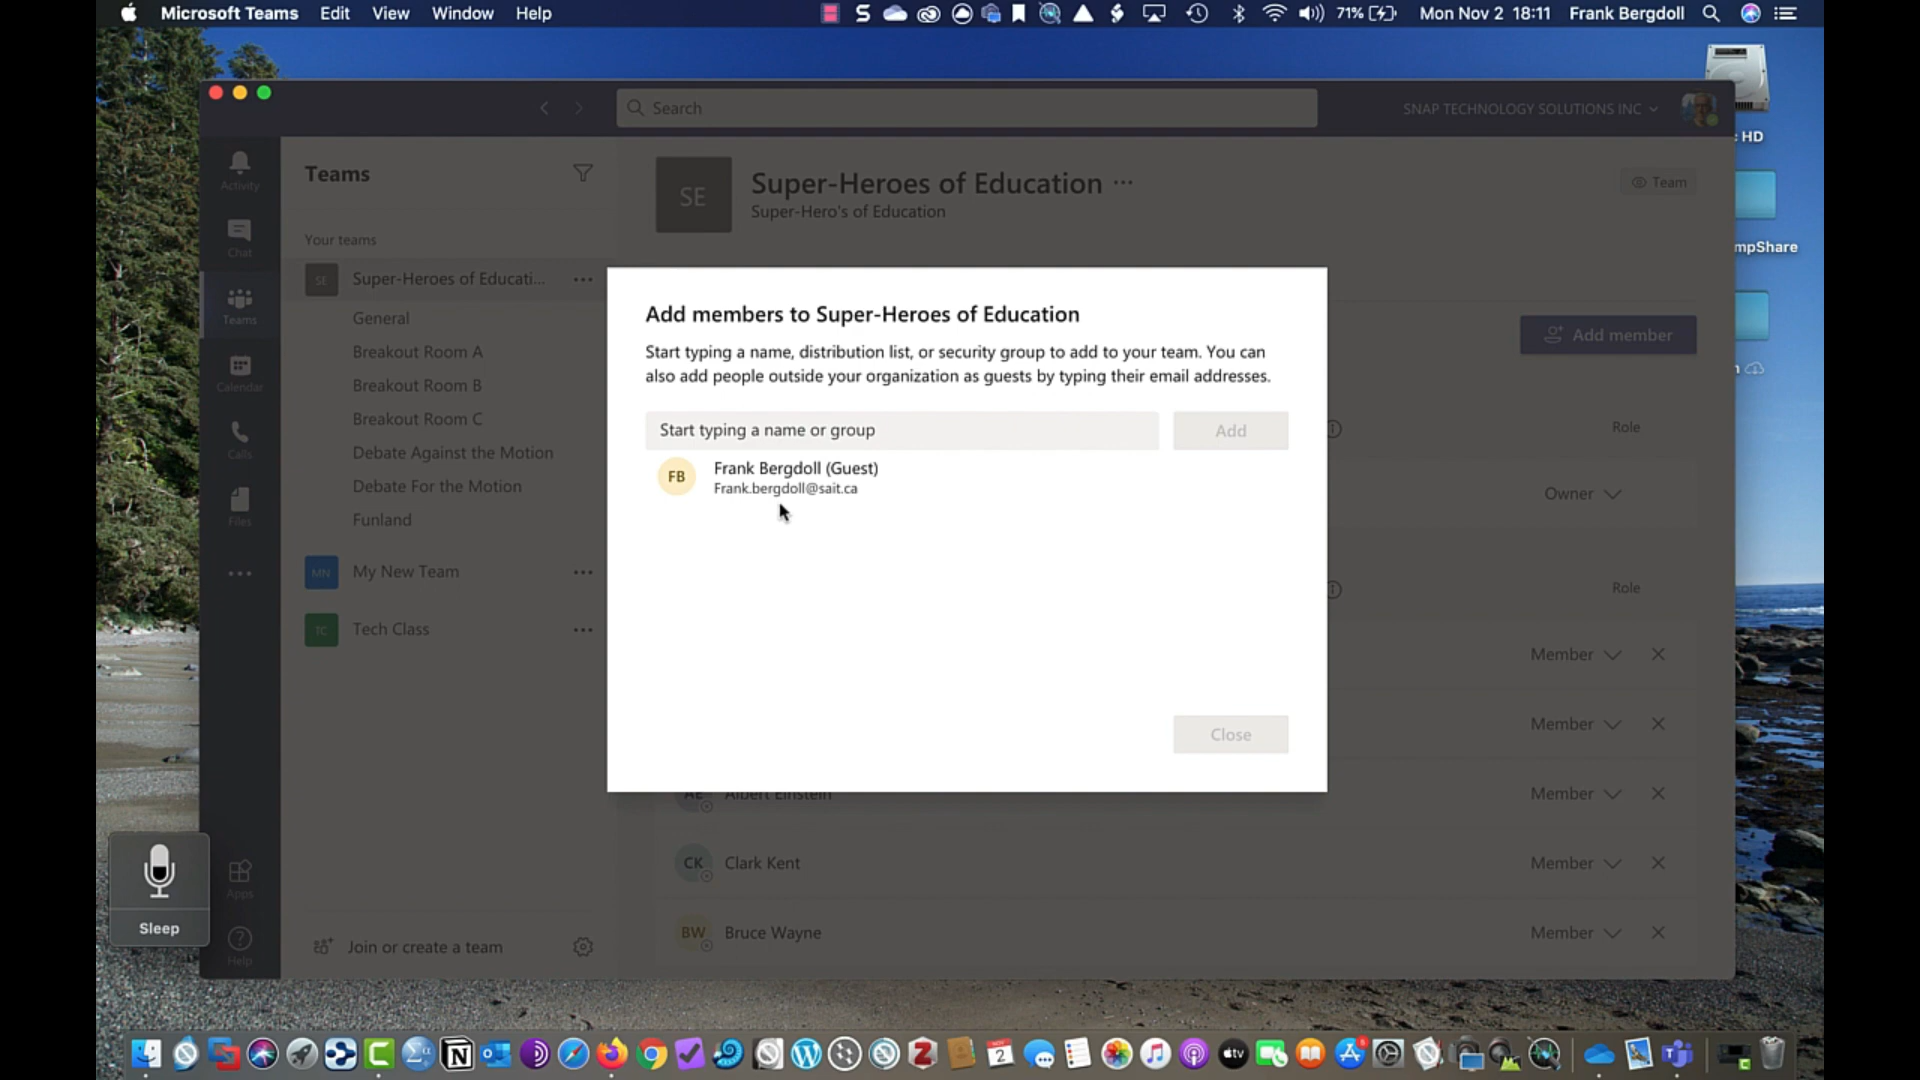 Microsoft Teams Edit View Window Help
71% Mon Nov 2 18:11 Frank Bergdoll
Search
SNAP TECHNOLOGY SOLUTIONS INC
HD
mpShare
Activity
Chat
Teams
Calendar
Calls
Files
Apps
Help
Teams
Your teams
SE Super-Heroes of Educati...
General
Breakout Room A
Breakout Room B
Breakout Room C
Debate Against the Motion
Debate For the Motion
Funland
MN My New Team
TC Tech Class
Join or create a team
SE
Super-Heroes of Education
Super-Hero's of Education
Team
Add member
Role
Owner
Role
Member
Member
AE Albert Einstein Member
CK Clark Kent Member
BW Bruce Wayne Member
Add members to Super-Heroes of Education
Start typing a name, distribution list, or security group to add to your team. You can
also add people outside your organization as guests by typing their email addresses.
Start typing a name or group
Add
FB Frank Bergdoll (Guest)
Frank.bergdoll@sait.ca
Close
Sleep